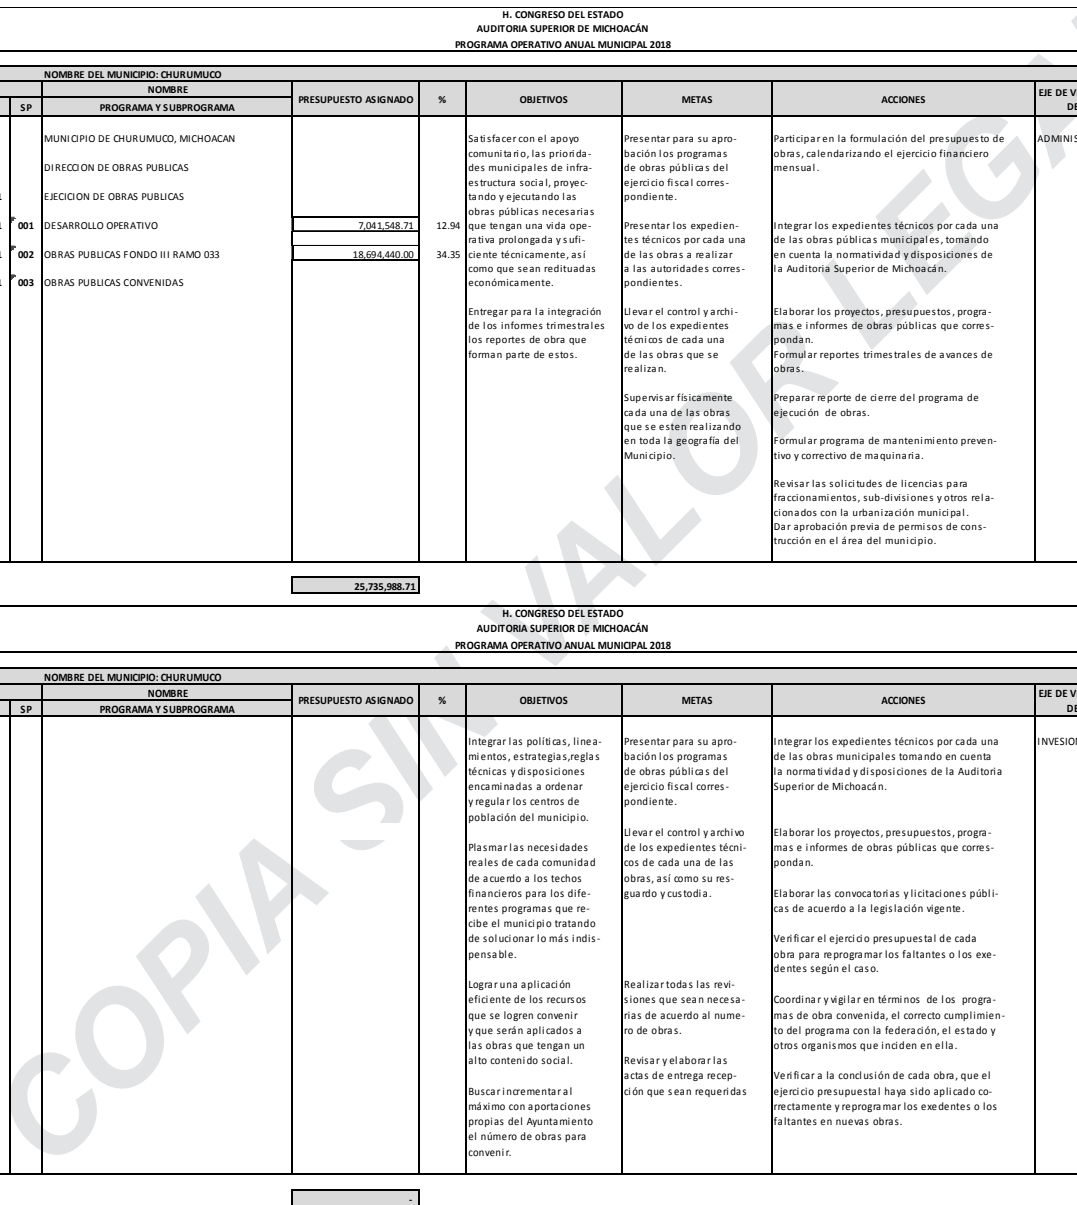 H. CONGRESO DEL ESTADO
AUDITORIA SUPERIOR DE MICHOACÁN
PROGRAMA OPERATIVO ANUAL MUNICIPAL 2018
NOMBRE DEL MUNICIPIO: CHURUMUCO
NOMBRE
SP
PROGRAMA Y SUBPROGRAMA
PRESUPUESTO ASIGNADO
%
OBJETIVOS
METAS
ACCIONES
EJE DE V
DE
MUNICIPIO DE CHURUMUCO, MICHOACAN
DIRECCION DE OBRAS PUBLICAS
EJECICION DE OBRAS PUBLICAS
001 DESARROLLO OPERATIVO 7,041,548.71 12.94
002 OBRAS PUBLICAS FONDO III RAMO 033 18,694,440.00 34.35
003 OBRAS PUBLICAS CONVENIDAS
Satisfacer con el apoyo
comunitario, las priorida-
des municipales de infra-
estructura social, proyec-
tando y ejecutando las
obras públicas necesarias
que tengan una vida ope-
rativa prolongada y sufi-
ciente técnicamente, así
como que sean redituadas
económicamente.
Entregar para la integración
de los informes trimestrales
los reportes de obra que
forman parte de estos.
Presentar para su apro-
bación los programas
de obras públicas del
ejercicio fiscal corres-
pondiente.
Presentar los expedien-
tes técnicos por cada una
de las obras a realizar
a las autoridades corres-
pondientes.
Llevar el control y archi-
vo de los expedientes
técnicos de cada una
de las obras que se
realizan.
Supervisar físicamente
cada una de las obras
que se esten realizando
en toda la geografía del
Municipio.
Participar en la formulación del presupuesto de
obras, calendarizando el ejercicio financiero
mensual.
Integrar los expedientes técnicos por cada una
de las obras públicas municipales, tomando
en cuenta la normatividad y disposiciones de
la Auditoria Superior de Michoacán.
Elaborar los proyectos, presupuestos, progra-
mas e informes de obras públicas que corres-
pondan.
Formular reportes trimestrales de avances de
obras.
Preparar reporte de cierre del programa de
ejecución de obras.
Formular programa de mantenimiento preven-
tivo y correctivo de maquinaria.
Revisar las solicitudes de licencias para
fraccionamientos, sub-divisiones y otros rela-
cionados con la urbanización municipal.
Dar aprobación previa de permisos de cons-
trucción en el área del municipio.
ADMINIS
25,735,988.71
H. CONGRESO DEL ESTADO
AUDITORIA SUPERIOR DE MICHOACÁN
PROGRAMA OPERATIVO ANUAL MUNICIPAL 2018
NOMBRE DEL MUNICIPIO: CHURUMUCO
NOMBRE
SP
PROGRAMA Y SUBPROGRAMA
PRESUPUESTO ASIGNADO
%
OBJETIVOS
METAS
ACCIONES
EJE DE V
DE
Integrar las políticas, linea-
mientos, estrategias,reglas
técnicas y disposiciones
encaminadas a ordenar
y regular los centros de
población del municipio.
Plasmar las necesidades
reales de cada comunidad
de acuerdo a los techos
financieros para los dife-
rentes programas que re-
cibe el municipio tratando
de solucionar lo más indis-
pensable.
Lograr una aplicación
eficiente de los recursos
que se logren convenir
y que serán aplicados a
las obras que tengan un
alto contenido social.
Buscar incrementar al
máximo con aportaciones
propias del Ayuntamiento
el número de obras para
convenir.
Presentar para su apro-
bación los programas
de obras públicas del
ejercicio fiscal corres-
pondiente.
Llevar el control y archivo
de los expedientes técni-
cos de cada una de las
obras, así como su res-
guardo y custodia.
Realizar todas las revi-
siones que sean necesa-
rias de acuerdo al nume-
ro de obras.
Revisar y elaborar las
actas de entrega recep-
ción que sean requeridas
Integrar los expedientes técnicos por cada una
de las obras municipales tomando en cuenta
la normatividad y disposiciones de la Auditoria
Superior de Michoacán.
Elaborar los proyectos, presupuestos, progra-
mas e informes de obras públicas que corres-
pondan.
Elaborar las convocatorias y licitaciones públi-
cas de acuerdo a la legislación vigente.
Verificar el ejercicio presupuestal de cada
obra para reprogramar los faltantes o los exe-
dentes según el caso.
Coordinar y vigilar en términos de los progra-
mas de obra convenida, el correcto cumplimien-
to del programa con la federación, el estado y
otros organismos que inciden en ella.
Verificar a la conclusión de cada obra, que el
ejercicio presupuestal haya sido aplicado co-
rrectamente y reprogramar los exedentes o los
faltantes en nuevas obras.
INVESION
-
COPIA SIN VALOR LEGA